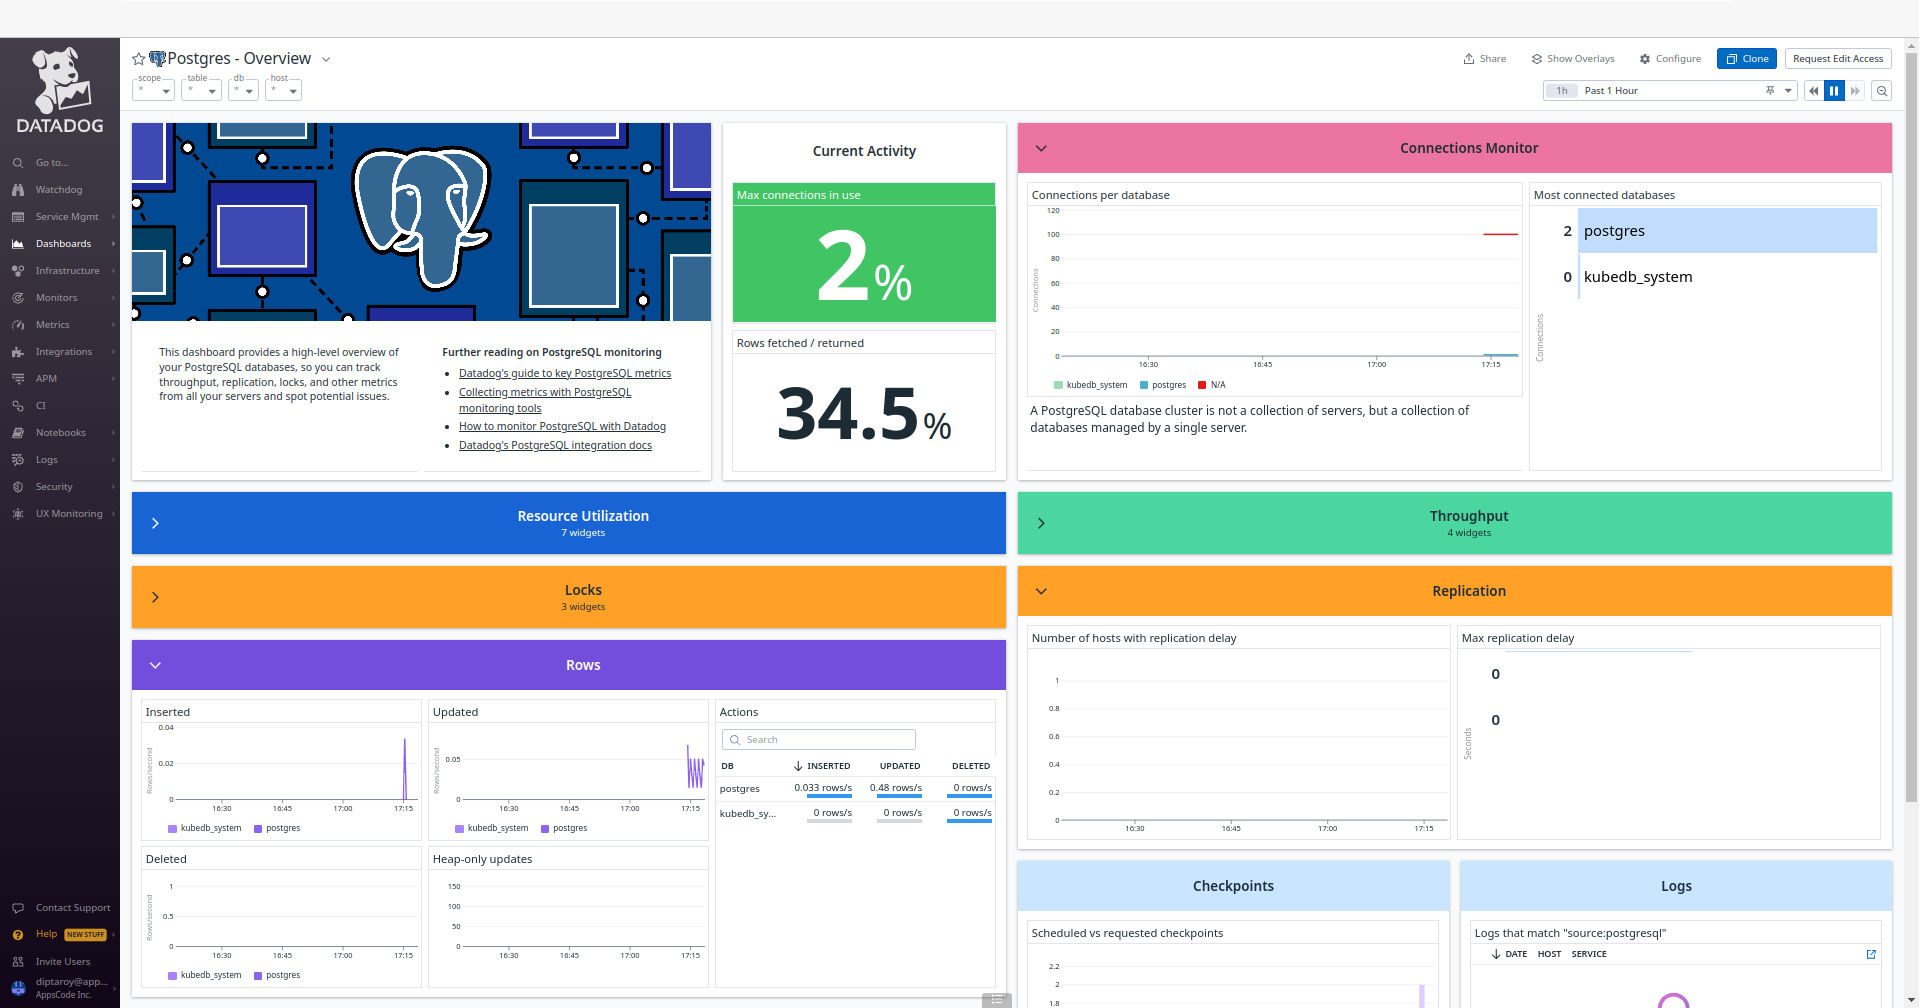 DATADOG
Go to...
Watchdog
Service Mgmt
Dashboards
Infrastructure
Monitors
Metrics
Integrations
APM
CI
Notebooks
Logs
Security
UX Monitoring
Contact Support
Help NEW STUFF
Invite Users
diptaroy@app...
AppsCode Inc.
Postgres - Overview
Share
Show Overlays
Configure
Clone
Request Edit Access
scope
*
table
*
db
*
host
*
1h Past 1 Hour
This dashboard provides a high-level overview of
your PostgreSQL databases, so you can track
throughput, replication, locks, and other metrics
from all your servers and spot potential issues.
Further reading on PostgreSQL monitoring
• Datadog's guide to key PostgreSQL metrics
• Collecting metrics with PostgreSQL
monitoring tools
• How to monitor PostgreSQL with Datadog
• Datadog's PostgreSQL integration docs
Current Activity
Max connections in use
2%
Rows fetched / returned
34.5%
Connections Monitor
Connections per database
120
100
80
60
40
20
0
Connections
16:30 16:45 17:00 17:15
kubedb_system postgres N/A
A PostgreSQL database cluster is not a collection of servers, but a collection of
databases managed by a single server.
Most connected databases
2 postgres
0 kubedb_system
Connections
Resource Utilization
7 widgets
Throughput
4 widgets
Locks
3 widgets
Replication
Number of hosts with replication delay
1
0.8
0.6
0.4
0.2
0
16:30 16:45 17:00 17:15
Max replication delay
0
0
Seconds
Rows
Inserted
0.04
0.02
0
Rows/second
16:30 16:45 17:00 17:15
kubedb_system postgres
Updated
0.05
0
Rows/second
16:30 16:45 17:00 17:15
kubedb_system postgres
Actions
Search
DB INSERTED UPDATED DELETED
postgres 0.033 rows/s 0.48 rows/s 0 rows/s
kubedb_sy... 0 rows/s 0 rows/s 0 rows/s
Deleted
1
0.5
0
Rows/second
16:30 16:45 17:00 17:15
kubedb_system postgres
Heap-only updates
150
100
50
0
16:30 16:45 17:00 17:15
kubedb_system postgres
Checkpoints
Scheduled vs requested checkpoints
2.2
2
1.8
Logs
Logs that match "source:postgresql"
DATE HOST SERVICE